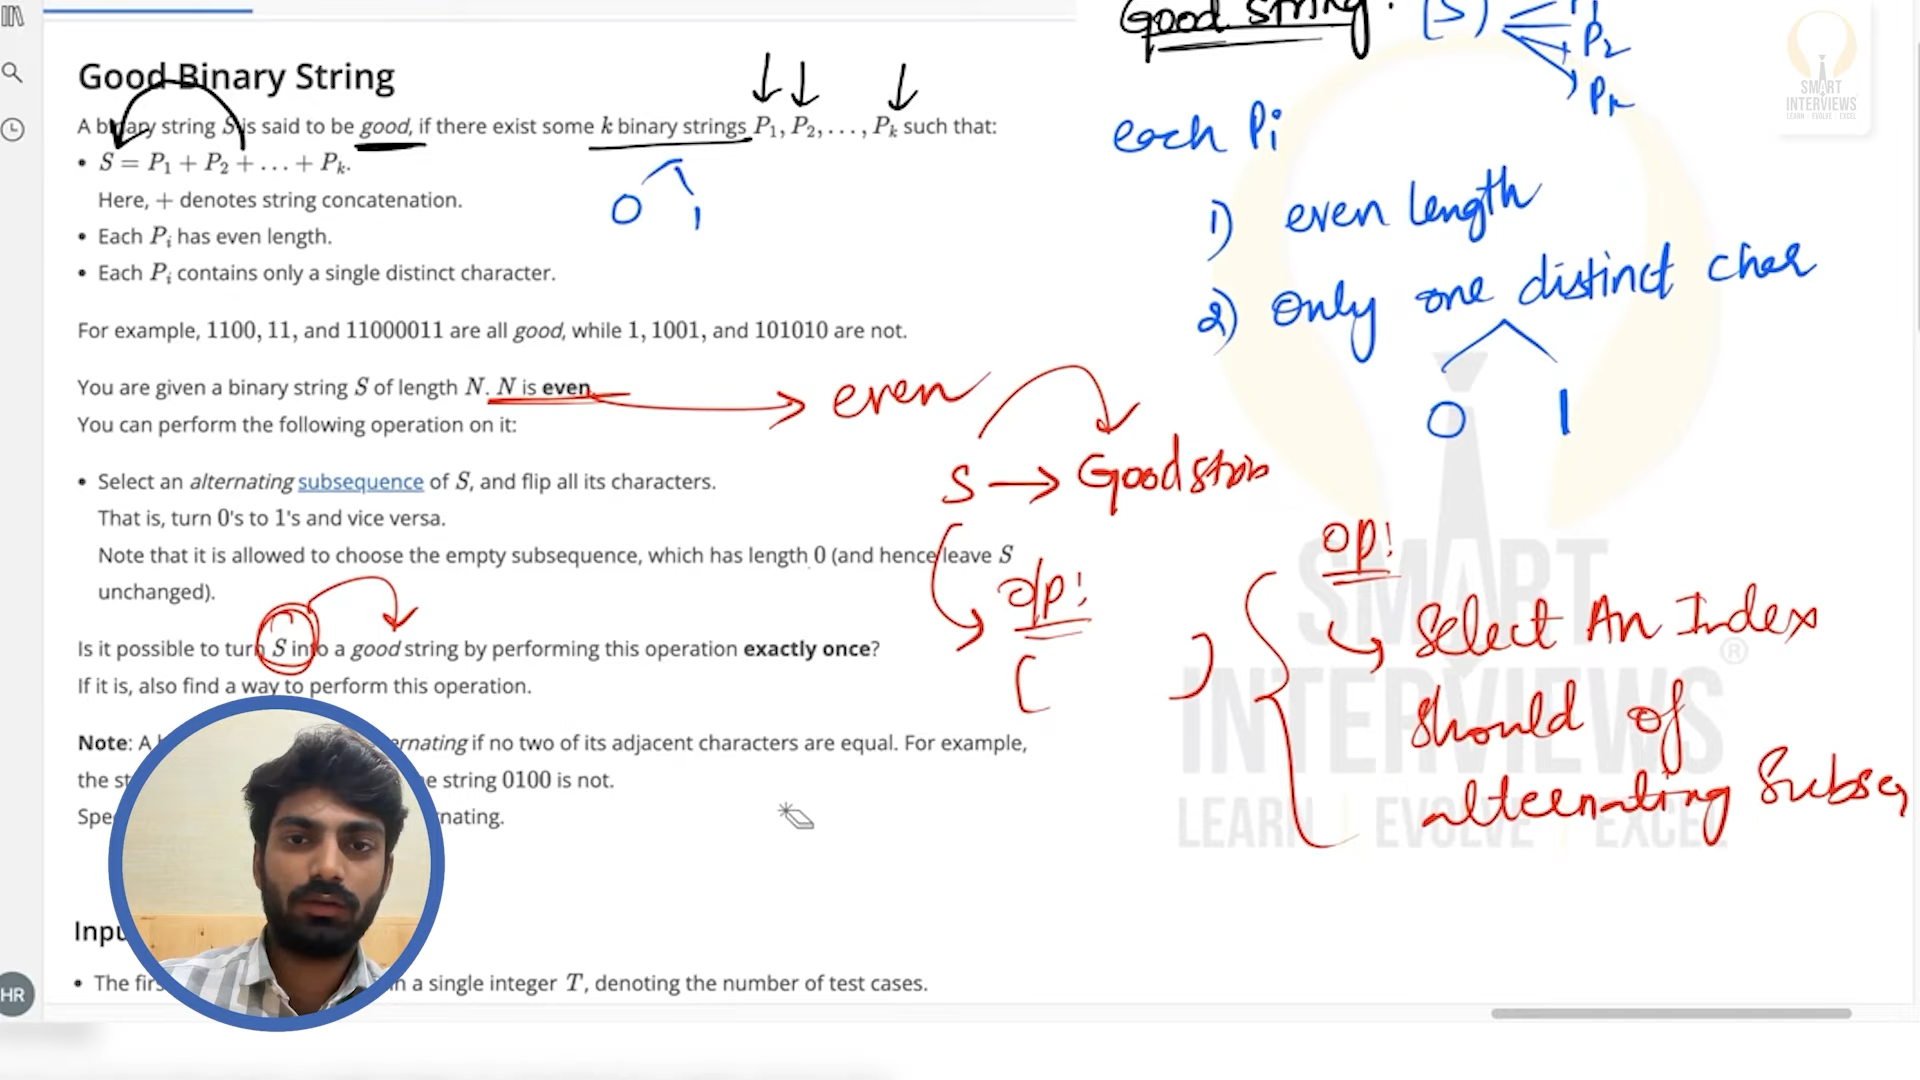 Good Binary String
A binary string S is said to be good, if there exist some k binary strings P1, P2, ..., Pk such that:
• S = P1 + P2 + ... + Pk.
Here, + denotes string concatenation.
• Each Pi has even length.
• Each Pi contains only a single distinct character.
For example, 1100, 11, and 11000011 are all good, while 1, 1001, and 101010 are not.
You are given a binary string S of length N. N is even.
You can perform the following operation on it:
• Select an alternating subsequence of S, and flip all its characters.
That is, turn 0's to 1's and vice versa.
Note that it is allowed to choose the empty subsequence, which has length 0 (and hence leave S
unchanged).
Is it possible to turn S into a good string by performing this operation exactly once?
If it is, also find a way to perform this operation.
Note: A ernating if no two of its adjacent characters are equal. For example,
the st e string 0100 is not.
Spe nating.
Inpu
• The fir n a single integer T, denoting the number of test cases.
HR
0 1
even
S → Good
o/p!
[ )
Good String: [S]
P2
Pk
each Pi
1) even length
2) Only one distinct char
0 1
OP!
Select An Index
Should of
alternating Subseq
SMART
INTERVIEWS
LEARN | EVOLVE | EXCEL
SMART
INTERVIEWS®
LEARN | EVOLVE | EXCEL